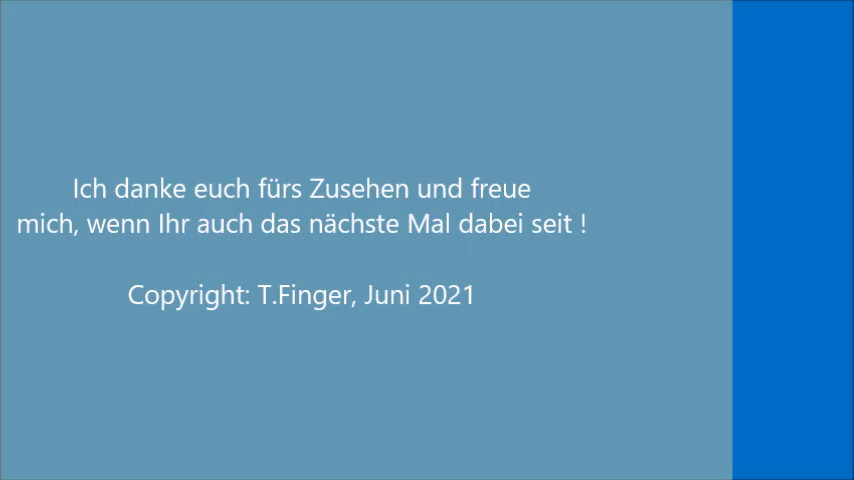 Ich danke euch fürs Zusehen und freue
mich, wenn Ihr auch das nächste Mal dabei seit !
Copyright: T.Finger, Juni 2021